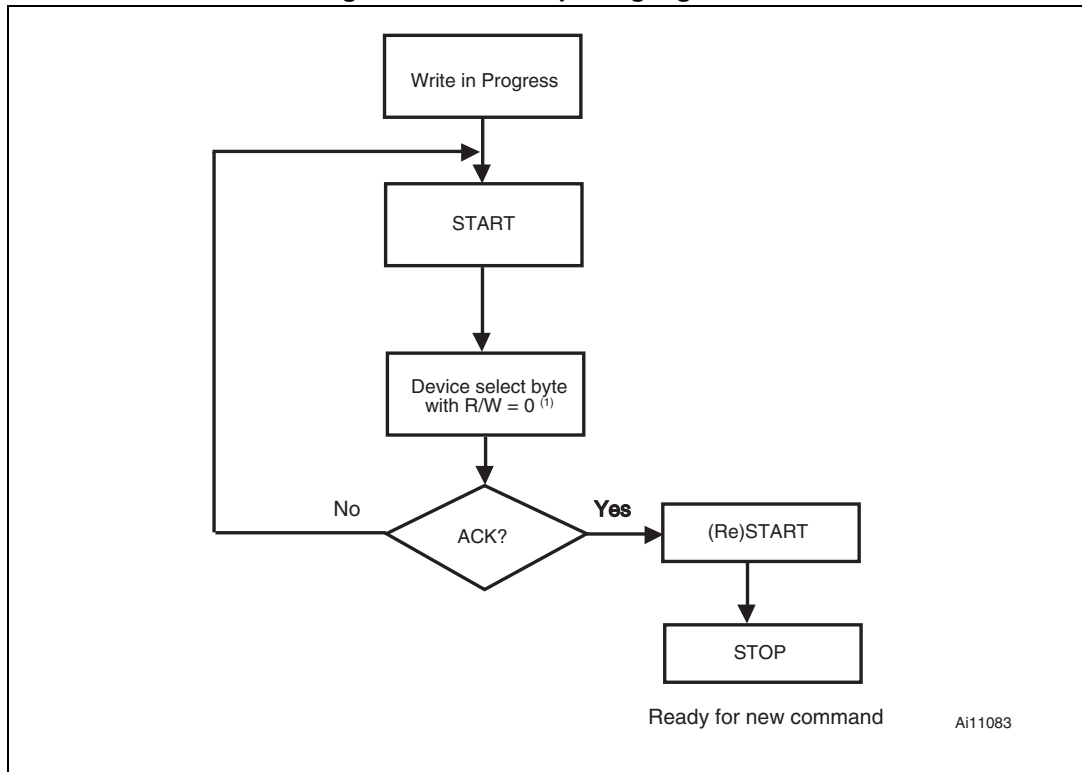 Write in Progress
START
Device select byte
with R/W = 0 (1)
No
ACK?
Yes
(Re)START
STOP
Ready for new command
Ai11083